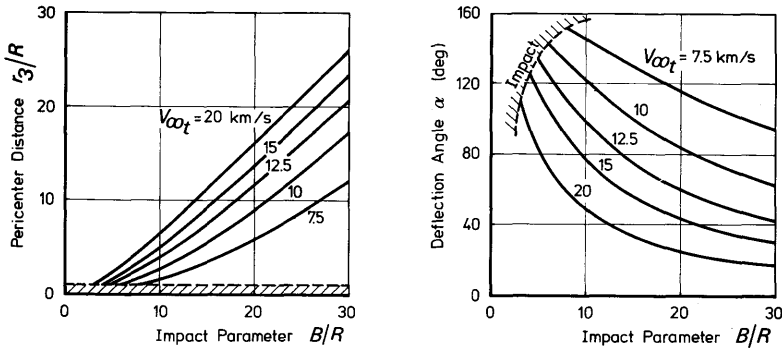 Pericenter Distance r3/R
30
20
10
0
V∞t = 20 km/s
15
12.5
10
7.5
0 10 20 30
Impact Parameter B/R
Deflection Angle α (deg)
160
120
80
40
0
Impact
V∞t = 7.5 km/s
10
12.5
15
20
0 10 20 30
Impact Parameter B/R